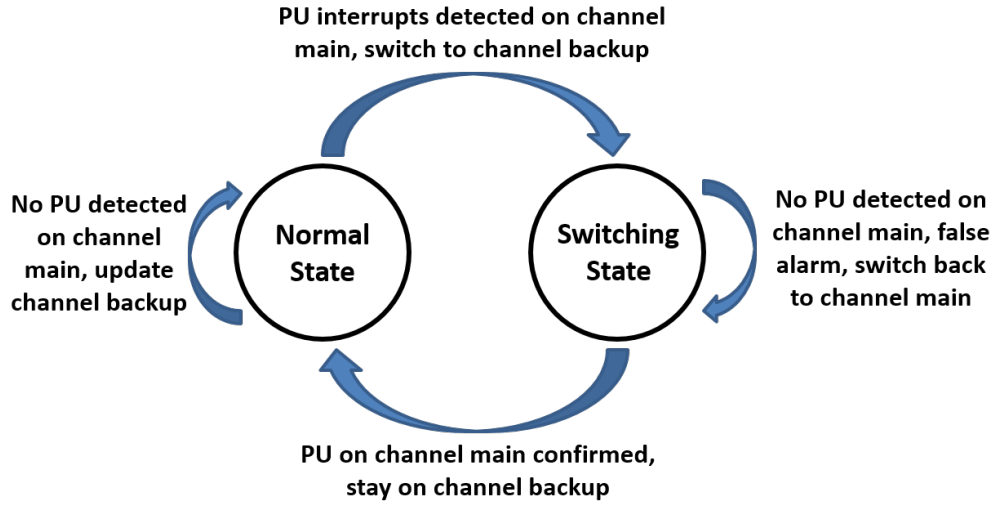 PU interrupts detected on channel
main, switch to channel backup
No PU detected
on channel
main, update
channel backup
Normal
State
Switching
State
No PU detected on
channel main, false
alarm, switch back
to channel main
PU on channel main confirmed,
stay on channel backup